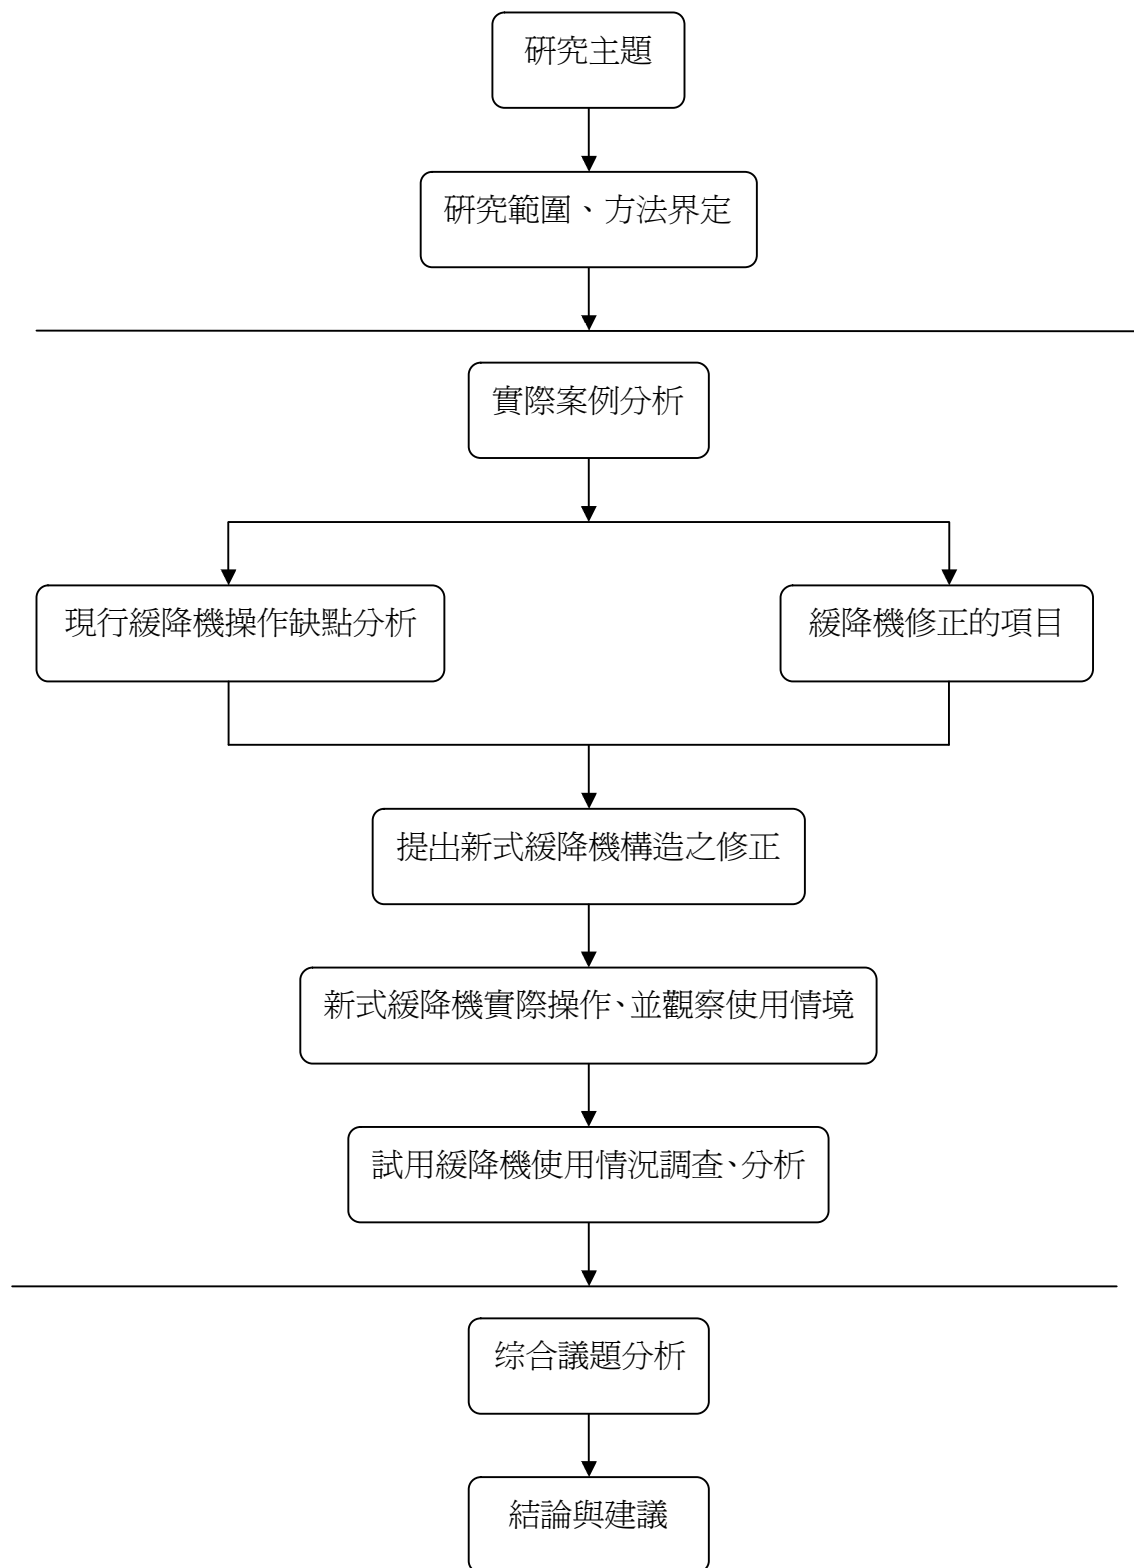 研究主題
研究範圍、方法界定
實際案例分析
現行緩降機操作缺點分析
緩降機修正的項目
提出新式緩降機構造之修正
新式緩降機實際操作、並觀察使用情境
試用緩降機使用情況調查、分析
综合議題分析
結論與建議